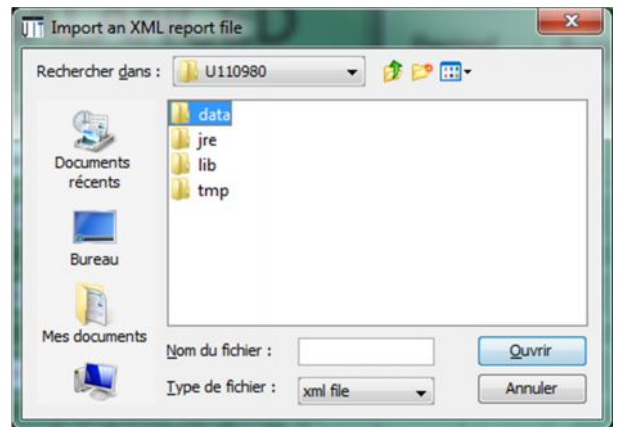 Import an XML report file
Rechercher dans :
U110980
data
jre
lib
tmp
Documents
récents
Bureau
Mes documents
Nom du fichier :
Ouvrir
Type de fichier :
xml file
Annuler